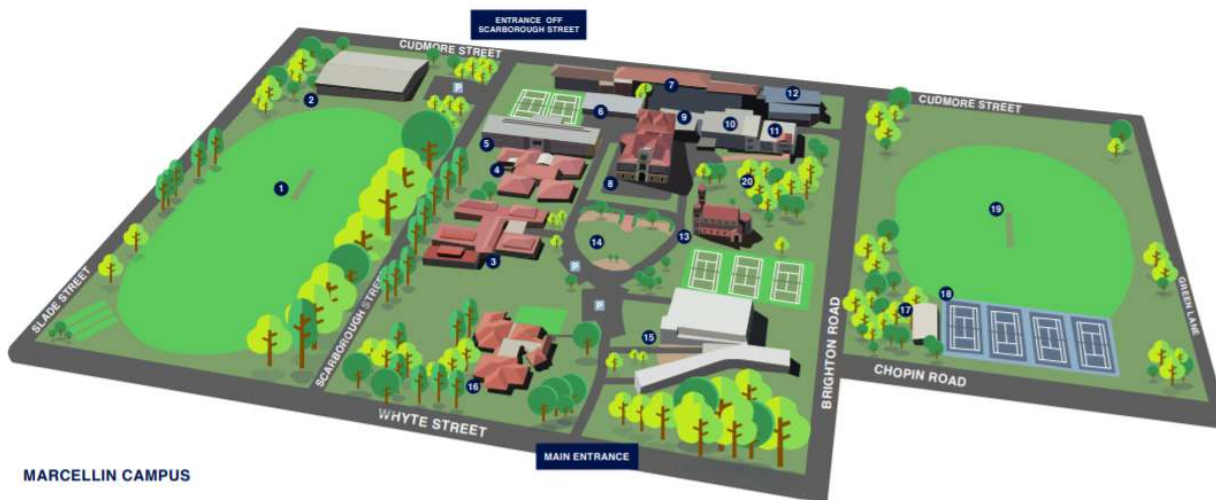 ENTRANCE OFF
SCARBOROUGH STREET
CUDMORE STREET
CUDMORE STREET
P
7
12
2
6
9
10
11
5
4
8
20
1
19
14
13
3
P
P
18
17
15
16
SLADE STREET
SCARBOROUGH STREET
BRIGHTON ROAD
GREEN LANE
CHOPIN ROAD
WHYTE STREET
MAIN ENTRANCE
MARCELLIN CAMPUS